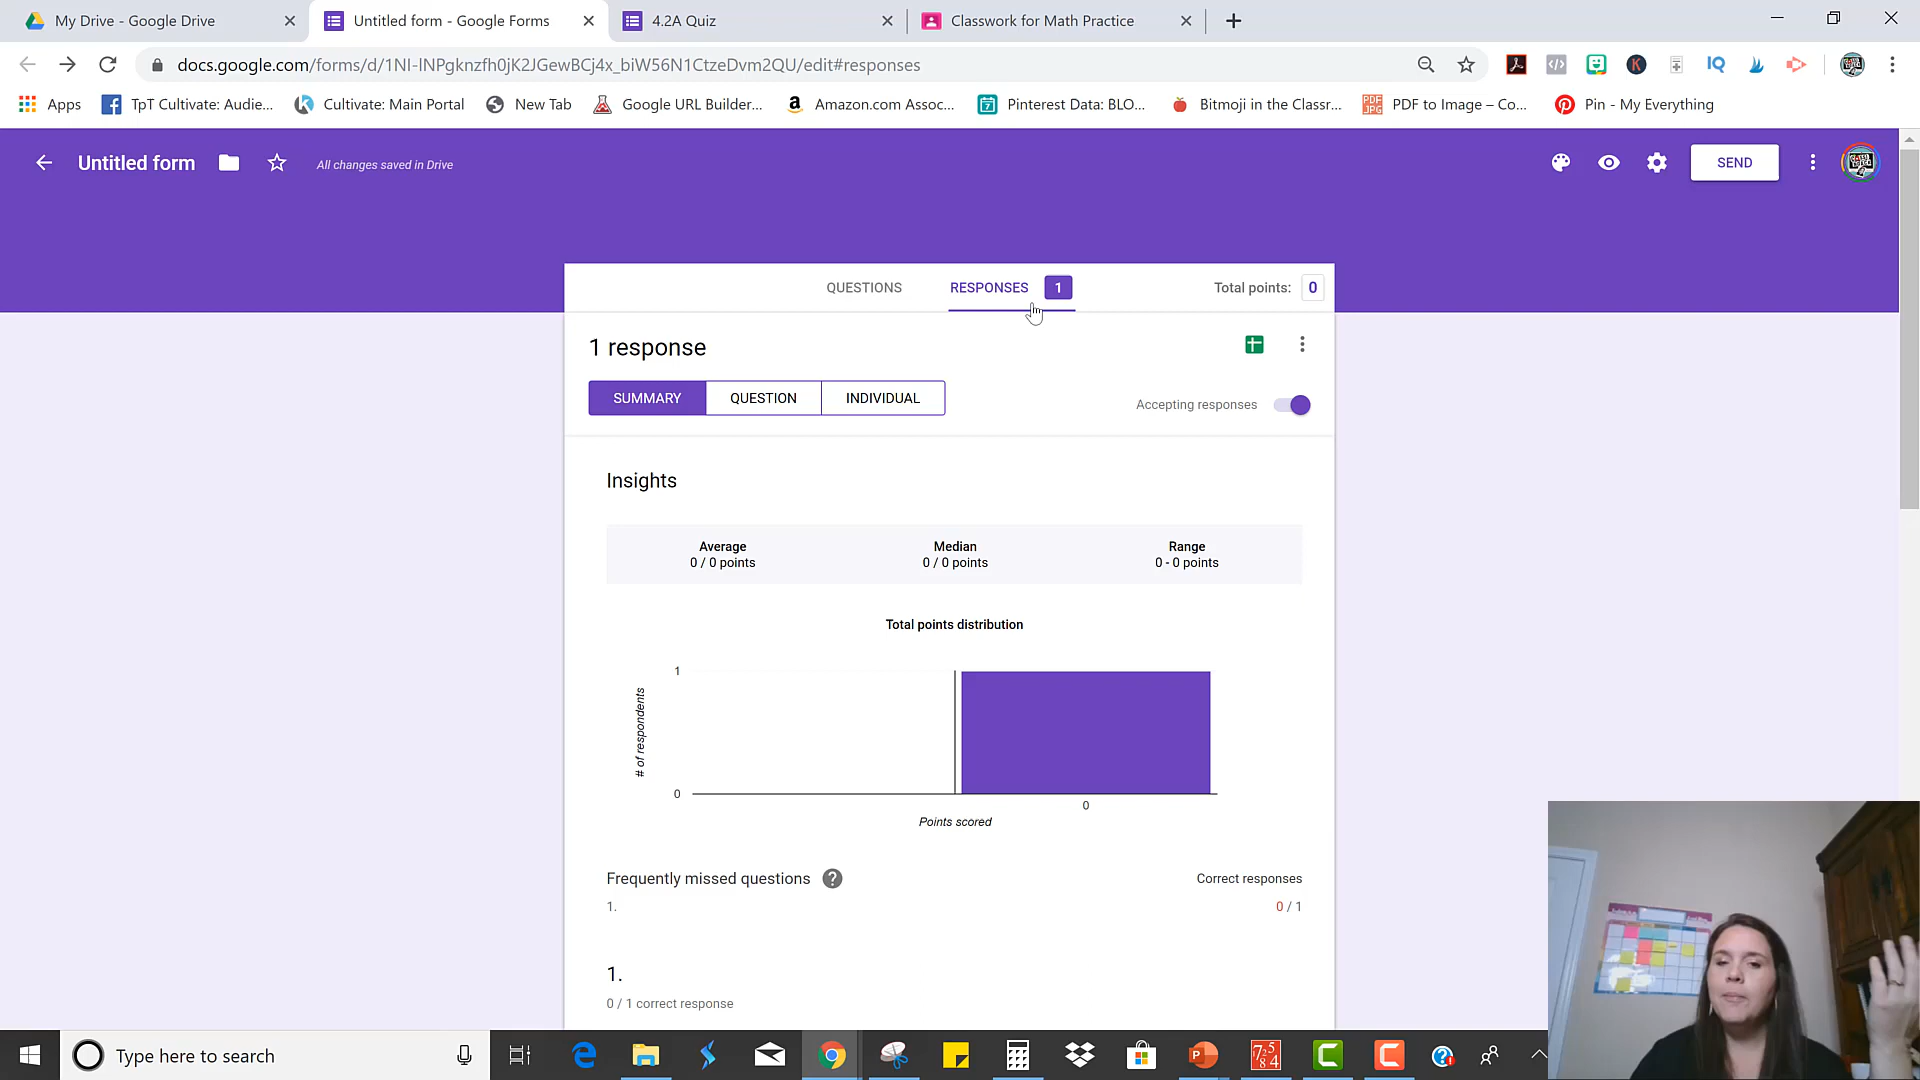 My Drive - Google Drive
Untitled form - Google Forms
4.2A Quiz
Classwork for Math Practice
docs.google.com/forms/d/1NI-INPgknzfh0jK2JGewBCj4x_biW56N1CtzeDvm2QU/edit#responses
Apps
TpT Cultivate: Audie...
Cultivate: Main Portal
New Tab
Google URL Builder...
Amazon.com Assoc...
Pinterest Data: BLO...
Bitmoji in the Classr...
PDF to Image – Co...
Pin - My Everything
Untitled form
All changes saved in Drive
SEND
QUESTIONS
RESPONSES 1
Total points: 0
1 response
SUMMARY
QUESTION
INDIVIDUAL
Accepting responses
Insights
Average
0 / 0 points
Median
0 / 0 points
Range
0 - 0 points
Total points distribution
# of respondents
1
0
0
Points scored
Frequently missed questions
Correct responses
1.
0 / 1
1.
0 / 1 correct response
Type here to search